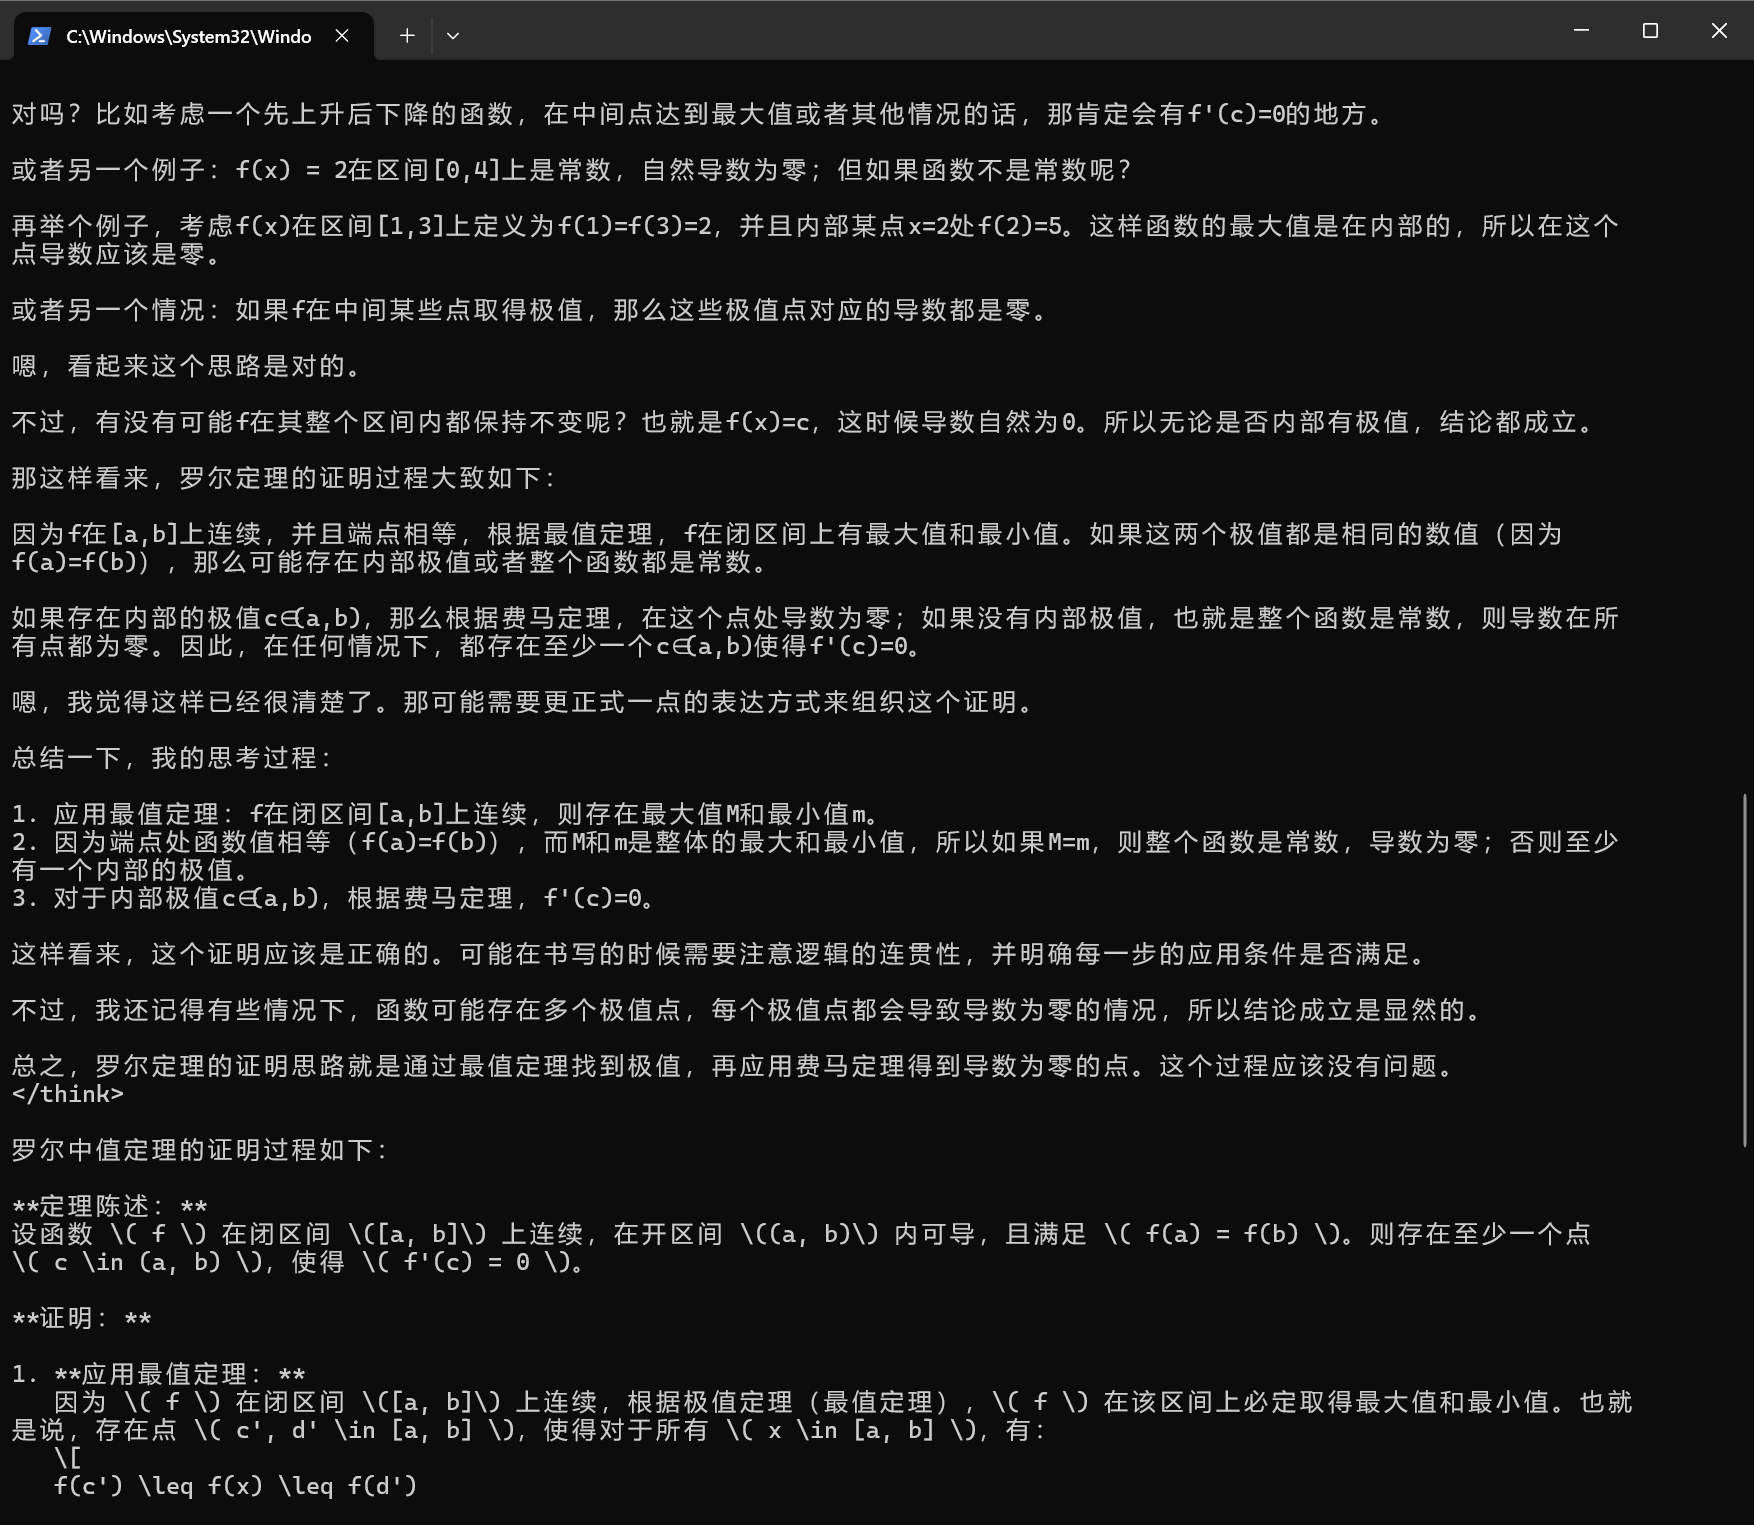 C:\Windows\System32\Windo
对吗？比如考虑一个先上升后下降的函数，在中间点达到最大值或者其他情况的话，那肯定会有f'(c)=0的地方。
或者另一个例子：f(x) = 2在区间[0,4]上是常数，自然导数为零；但如果函数不是常数呢？
再举个例子，考虑f(x)在区间[1,3]上定义为f(1)=f(3)=2，并且内部某点x=2处f(2)=5。这样函数的最大值是在内部的，所以在这个
点导数应该是零。
或者另一个情况：如果f在中间某些点取得极值，那么这些极值点对应的导数都是零。
嗯，看起来这个思路是对的。
不过，有没有可能f在其整个区间内都保持不变呢？也就是f(x)=c，这时候导数自然为0。所以无论是否内部有极值，结论都成立。
那这样看来，罗尔定理的证明过程大致如下：
因为f在[a,b]上连续，并且端点相等，根据最值定理，f在闭区间上有最大值和最小值。如果这两个极值都是相同的数值（因为
f(a)=f(b)），那么可能存在内部极值或者整个函数都是常数。
如果存在内部的极值c∈(a,b)，那么根据费马定理，在这个点处导数为零；如果没有内部极值，也就是整个函数是常数，则导数在所
有点都为零。因此，在任何情况下，都存在至少一个c∈(a,b)使得f'(c)=0。
嗯，我觉得这样已经很清楚了。那可能需要更正式一点的表达方式来组织这个证明。
总结一下，我的思考过程：
1. 应用最值定理：f在闭区间[a,b]上连续，则存在最大值M和最小值m。
2. 因为端点处函数值相等（f(a)=f(b)），而M和m是整体的最大和最小值，所以如果M=m，则整个函数是常数，导数为零；否则至少
有一个内部的极值。
3. 对于内部极值c∈(a,b)，根据费马定理，f'(c)=0。
这样看来，这个证明应该是正确的。可能在书写的时候需要注意逻辑的连贯性，并明确每一步的应用条件是否满足。
不过，我还记得有些情况下，函数可能存在多个极值点，每个极值点都会导致导数为零的情况，所以结论成立是显然的。
总之，罗尔定理的证明思路就是通过最值定理找到极值，再应用费马定理得到导数为零的点。这个过程应该没有问题。
</think>
罗尔中值定理的证明过程如下：
**定理陈述：**
设函数 \( f \) 在闭区间 \([a, b]\) 上连续，在开区间 \((a, b)\) 内可导，且满足 \( f(a) = f(b) \)。则存在至少一个点
\( c \in (a, b) \)，使得 \( f'(c) = 0 \)。
**证明：**
1. **应用最值定理：**
因为 \( f \) 在闭区间 \([a, b]\) 上连续，根据极值定理（最值定理），\( f \) 在该区间上必定取得最大值和最小值。也就
是说，存在点 \( c', d' \in [a, b] \)，使得对于所有 \( x \in [a, b] \)，有：
\[
f(c') \leq f(x) \leq f(d')